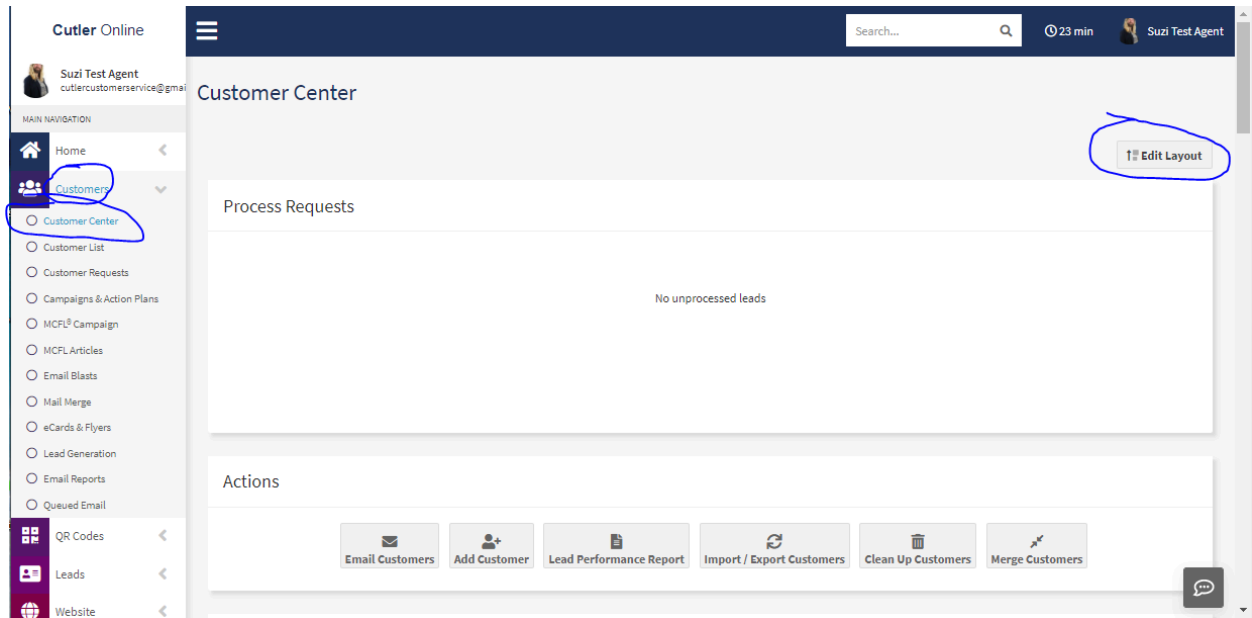 Cutler Online
Search...
23 min
Suzi Test Agent
Suzi Test Agent
cutlercustomerservice@gmai
MAIN NAVIGATION
Home
Customers
Customer Center
Customer List
Customer Requests
Campaigns & Action Plans
MCFL® Campaign
MCFL Articles
Email Blasts
Mail Merge
eCards & Flyers
Lead Generation
Email Reports
Queued Email
QR Codes
Leads
Website
Customer Center
Edit Layout
Process Requests
No unprocessed leads
Actions
Email Customers
Add Customer
Lead Performance Report
Import / Export Customers
Clean Up Customers
Merge Customers